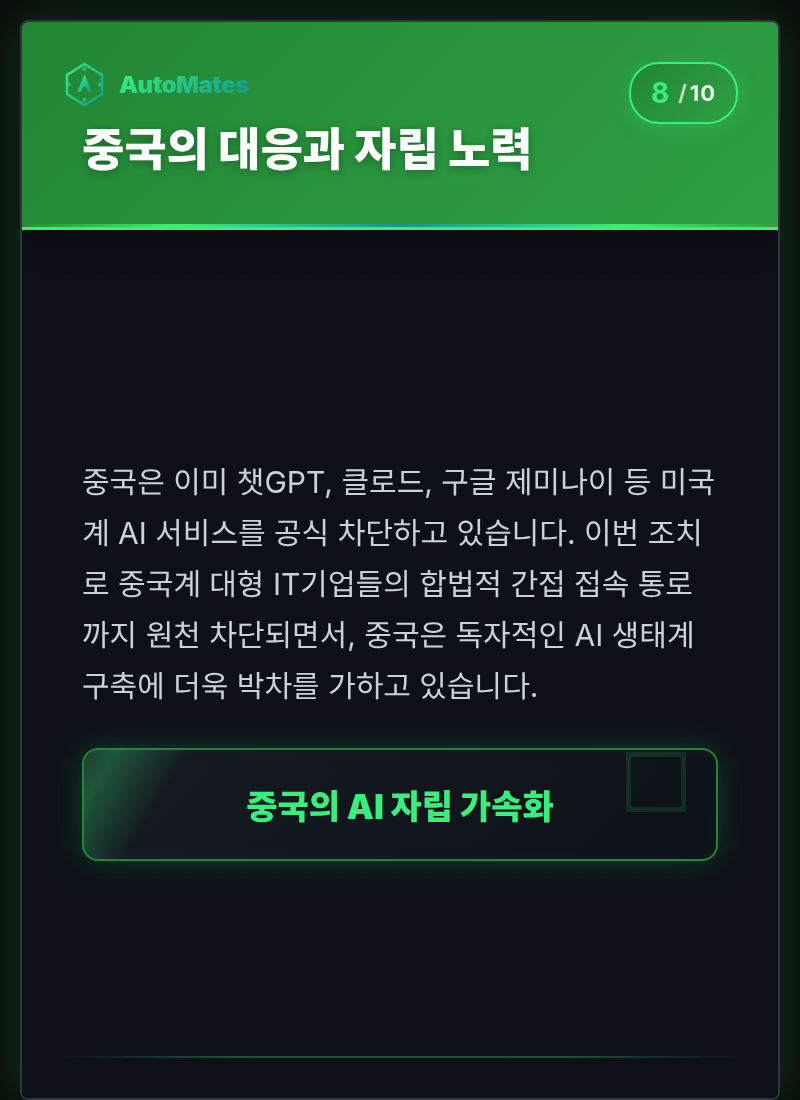 AutoMates
8 /10
중국의 대응과 자립 노력
중국은 이미 챗GPT, 클로드, 구글 제미나이 등 미국
계 AI 서비스를 공식 차단하고 있습니다. 이번 조치
로 중국계 대형 IT기업들의 합법적 간접 접속 통로
까지 원천 차단되면서, 중국은 독자적인 AI 생태계
구축에 더욱 박차를 가하고 있습니다.
중국의 AI 자립 가속화